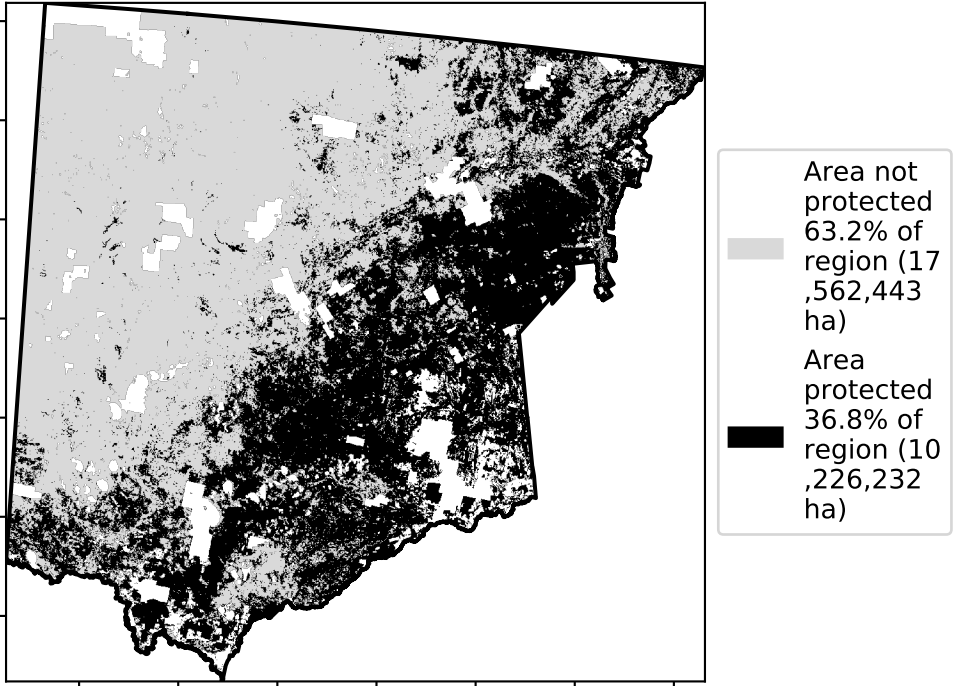 Area not
protected
63.2% of
region (17
,562,443
ha)
Area
protected
36.8% of
region (10
,226,232
ha)